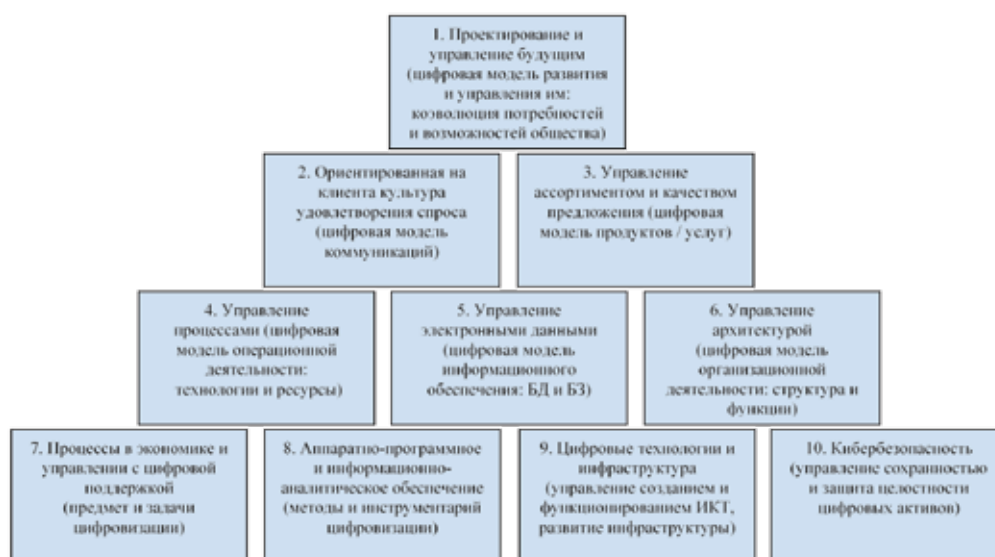 1. Проектирование и
управление будущим
(цифровая модель развития
и управления им:
коэволюция потребностей
и возможностей общества)
2. Ориентированная на
клиента культура
удовлетворения спроса
(цифровая модель
коммуникаций)
3. Управление
ассортиментом и качеством
предложения (цифровая
модель продуктов / услуг)
4. Управление
процессами (цифровая
модель операционной
деятельности:
технологии и ресурсы)
5. Управление
электронными данными
(цифровая модель
информационного
обеспечения: БД и БЗ)
6. Управление
архитектурой
(цифровая модель
организационной
деятельности: структура и
функции)
7. Процессы в экономике и
управлении с цифровой
поддержкой
(предмет и задачи
цифровизации)
8. Аппаратно-программное
и информационно-
аналитическое обеспечение
(методы и инструментарий
цифровизации)
9. Цифровые технологии и
инфраструктура
(управление созданием и
функционированием ИКТ,
развитие инфраструктуры)
10. Кибербезопасность
(управление сохранностью
и защита целостности
цифровых активов)